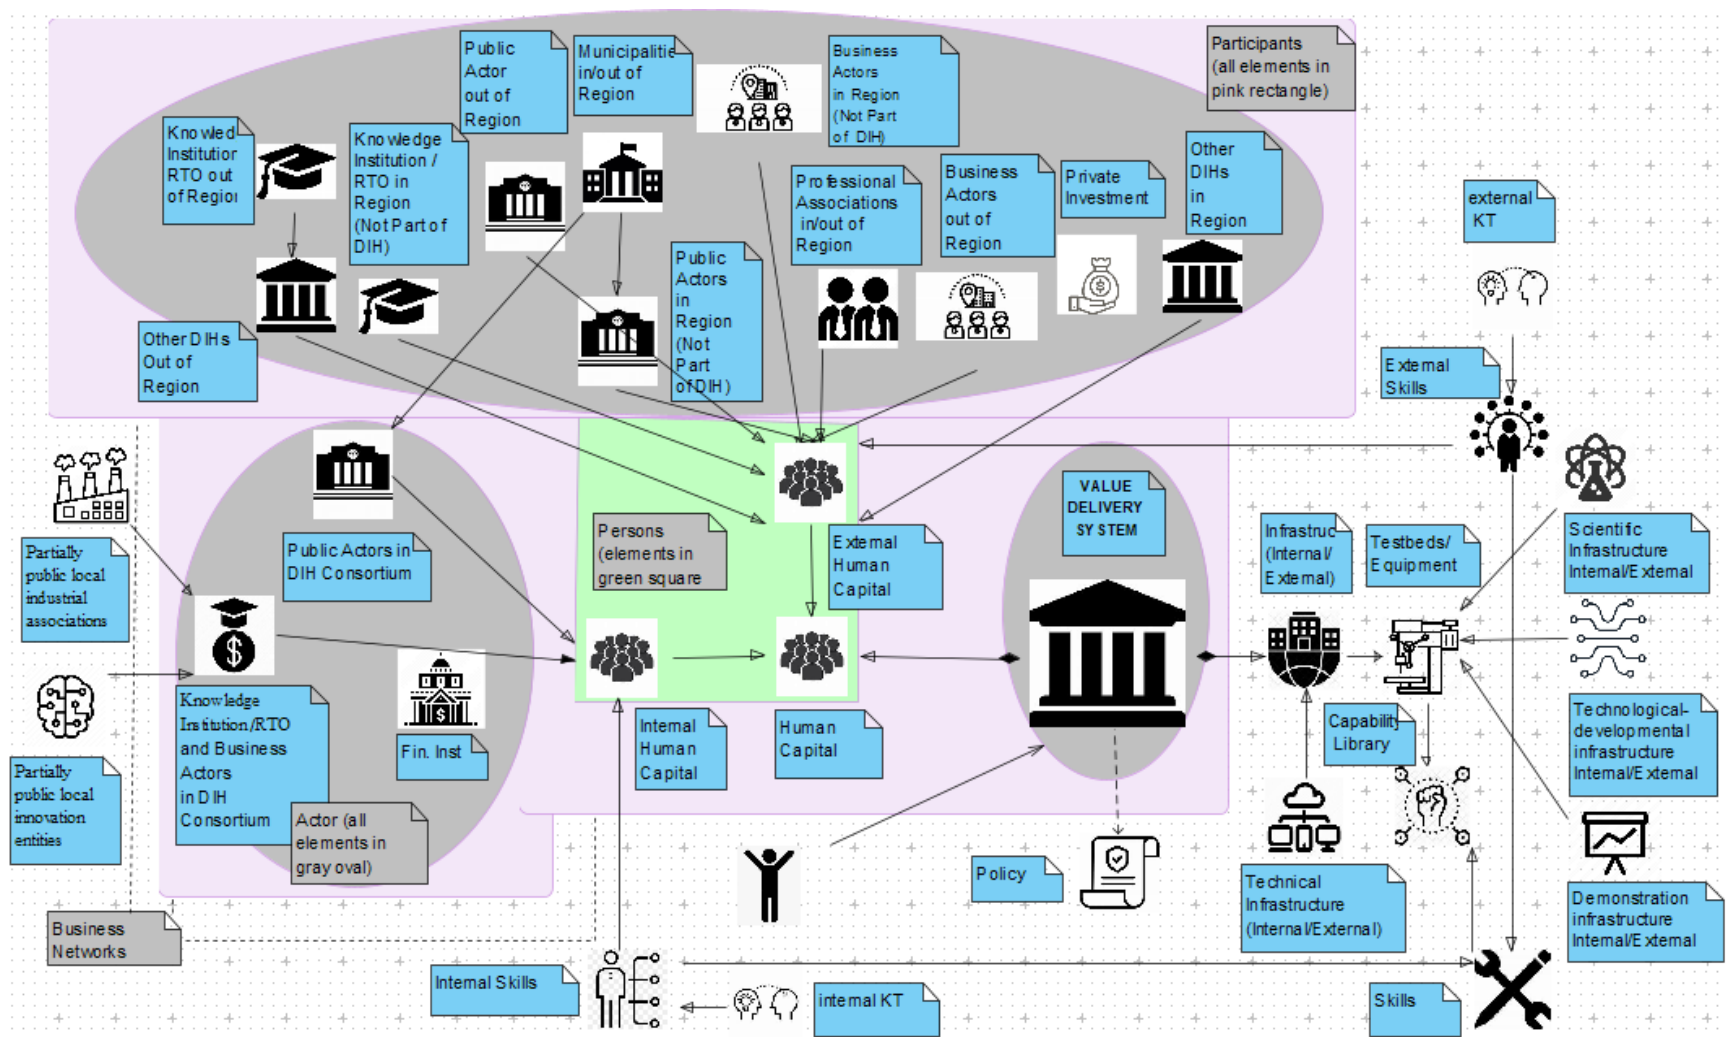 Public
Actor
out of
Region
Municipalitie
in/out of
Region
Business
Actors
in Region
(Not Part
of DIH)
Participants
(all elements in
pink rectangle)
Knowled
Institution
RTO out
of Region
Knowledge
Institution /
RTO in
Region
(Not Part of
DIH)
Professional
Associations
in/out of
Region
Business
Actors
out of
Region
Private
Investment
Other
DIHs
in
Region
external
KT
Public
Actors
in
Region
(Not
Part
of DIH)
Other DIHs
Out of
Region
External
Skills
VALUE
DELIVERY
SYSTEM
Persons
(elements in
green square
External
Human
Capital
Infrastruc
(Internal/
External)
Testbeds/
Equipment
Scientific
Infrastructure
Internal/External
Partially
public local
industrial
associations
Public Actors in
DIH Consortium
Knowledge
Institution/RTO
and Business
Actors
in DIH
Consortium
Fin. Inst
Internal
Human
Capital
Human
Capital
Capability
Library
Technological-
developmental
infrastructure
Internal/External
Partially
public local
innovation
entities
Actor (all
elements in
gray oval)
Policy
Technical
Infrastructure
(Internal/External)
Demonstration
infrastructure
Internal/External
Business
Networks
Internal Skills
internal KT
Skills